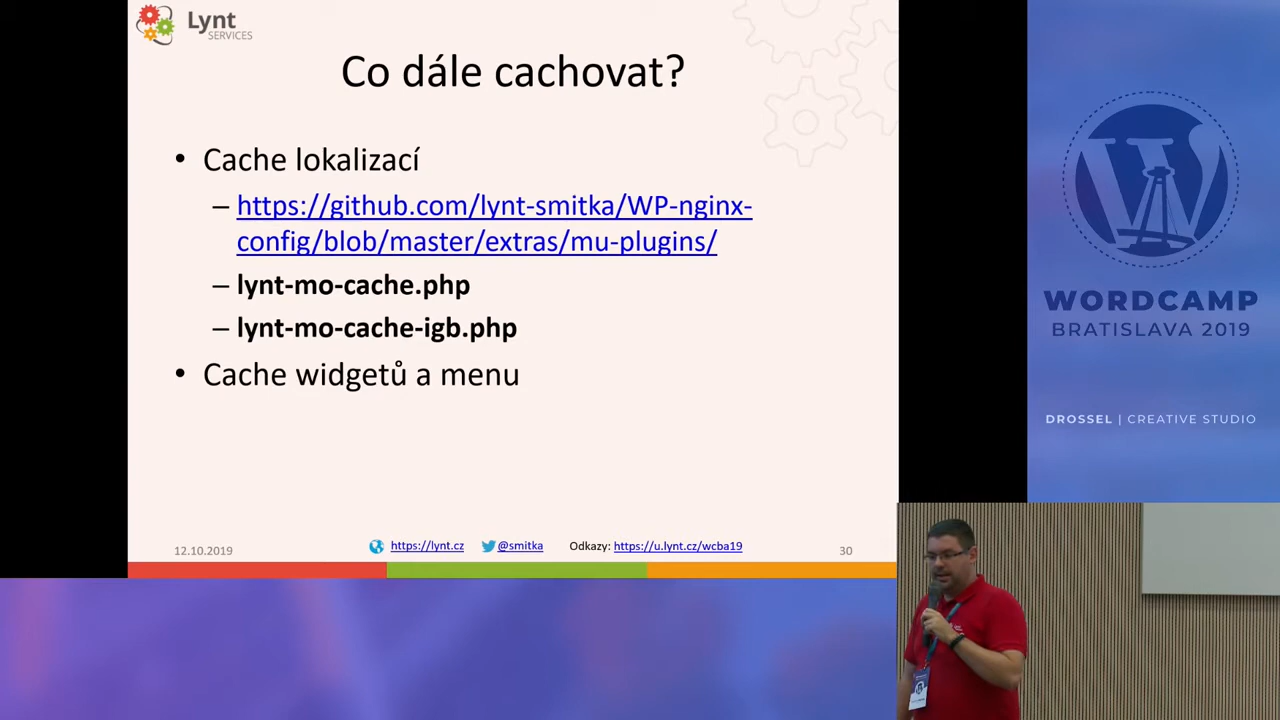 Lynt
SERVICES
Co dále cachovat?
• Cache lokalizací
– https://github.com/lynt-smitka/WP-nginx-
config/blob/master/extras/mu-plugins/
– lynt-mo-cache.php
– lynt-mo-cache-igb.php
• Cache widgetů a menu
12.10.2019
https://lynt.cz
@smitka
Odkazy: https://u.lynt.cz/wcba19
30
WORDCAMP
BRATISLAVA 2019
DROSSEL | CREATIVE STUDIO